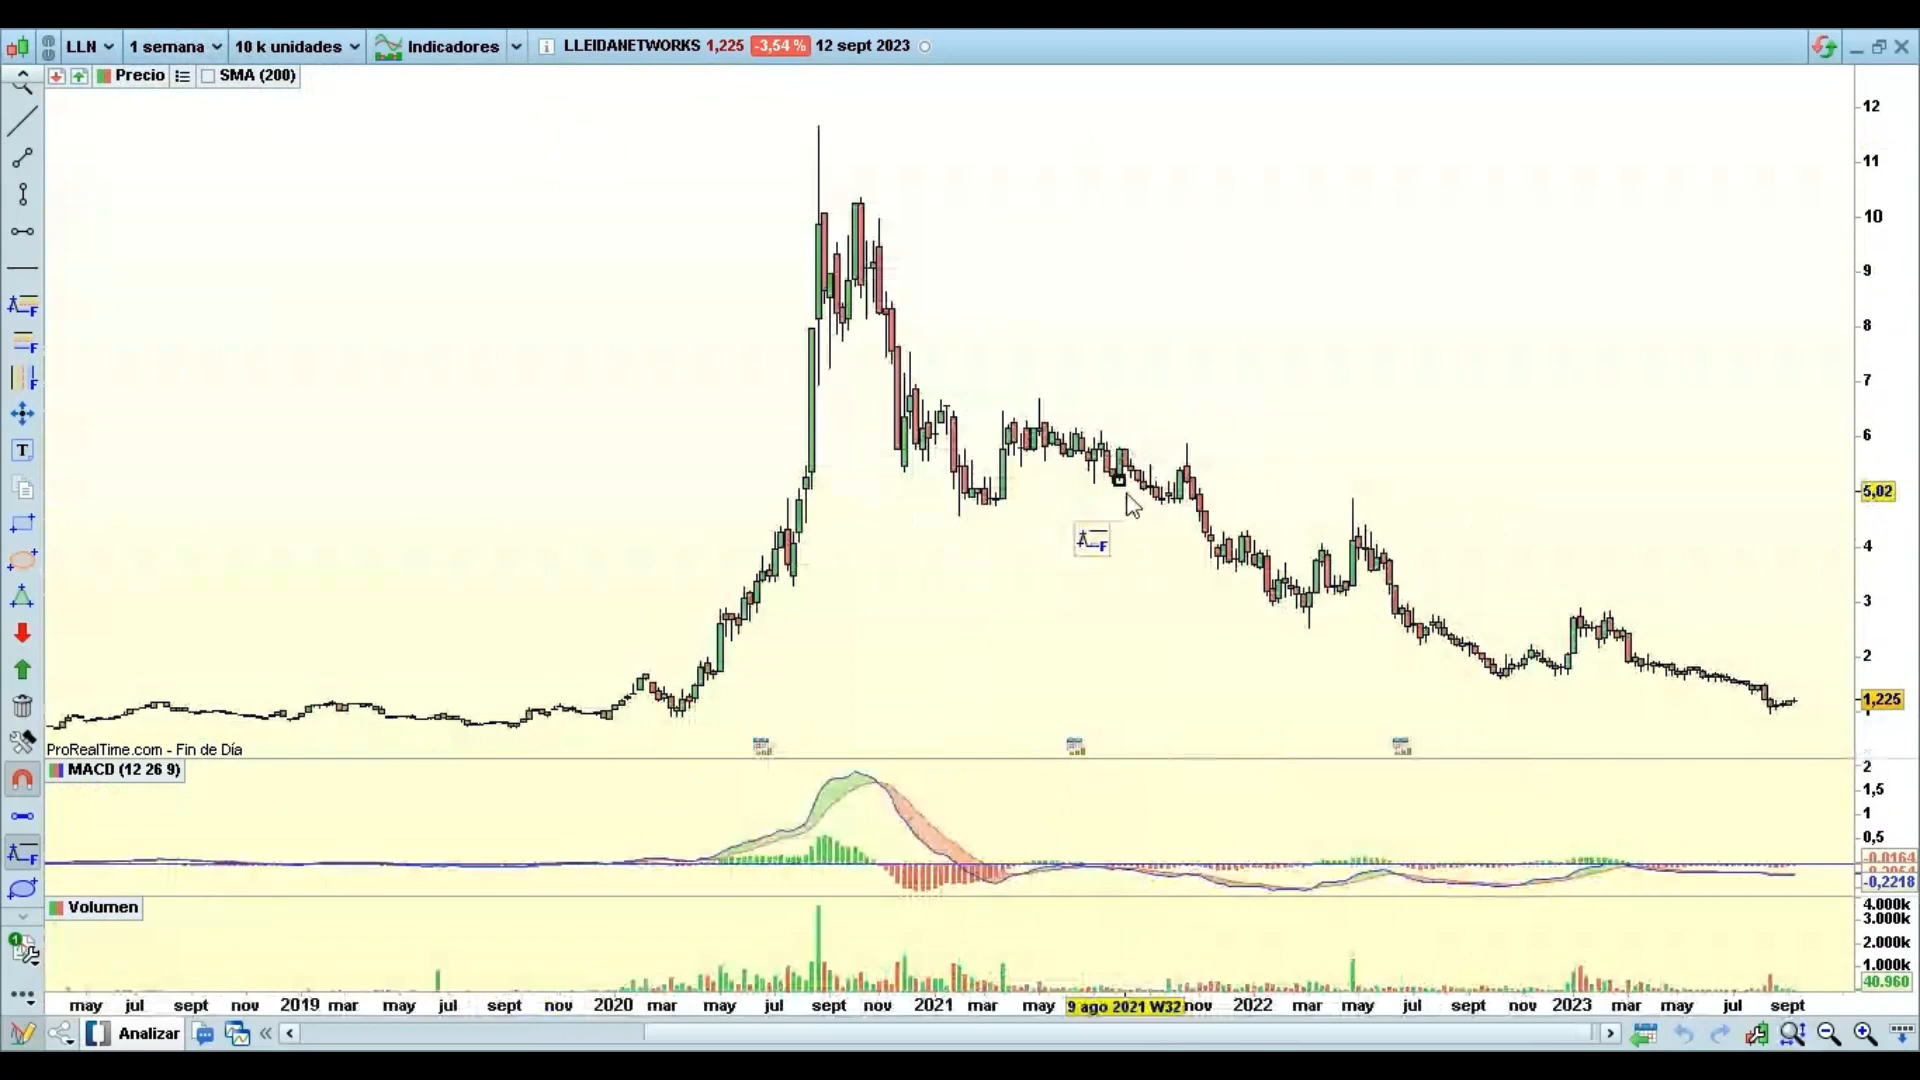 LLN 1 semana 10 k unidades Indicadores LLEIDANETWORKS 1,225 -3,54 % 12 sept 2023
Precio SMA (200)
12
11
10
9
8
7
6
5,02
4
3
2
1,225
ProRealTime.com - Fin de Día
MACD (12 26 9)
2
1,5
1
0,5
-0,0164
-0,2218
Volumen
4.000k
3.000k
2.000k
1.000k
40.960
may jul sept nov 2019 mar may jul sept nov 2020 mar may jul sept nov 2021 mar may 9 ago 2021 W32 nov 2022 mar may jul sept nov 2023 mar may jul sept
Analizar